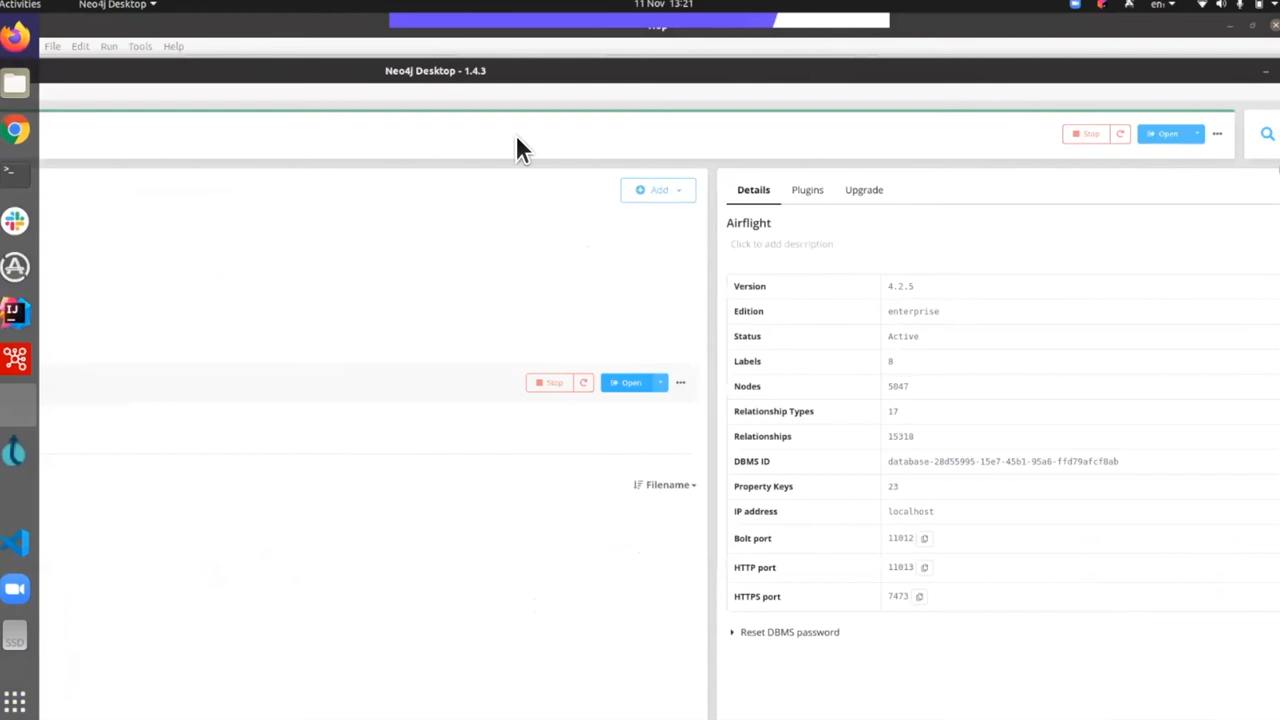 Activities
Neo4j Desktop
11 Nov 13:21
en
File Edit Run Tools Help
Neo4j Desktop - 1.4.3
Stop
Open
Add
Details
Plugins
Upgrade
Airflight
Click to add description
Version 4.2.5
Edition enterprise
Status Active
Labels 8
Stop
Open
Nodes 5047
Relationship Types 17
Relationships 15318
DBMS ID database-28d55995-15e7-45b1-95a6-ffd79afcf8ab
Filename
Property Keys 23
IP address localhost
Bolt port 11012
HTTP port 11013
HTTPS port 7473
Reset DBMS password
SSD